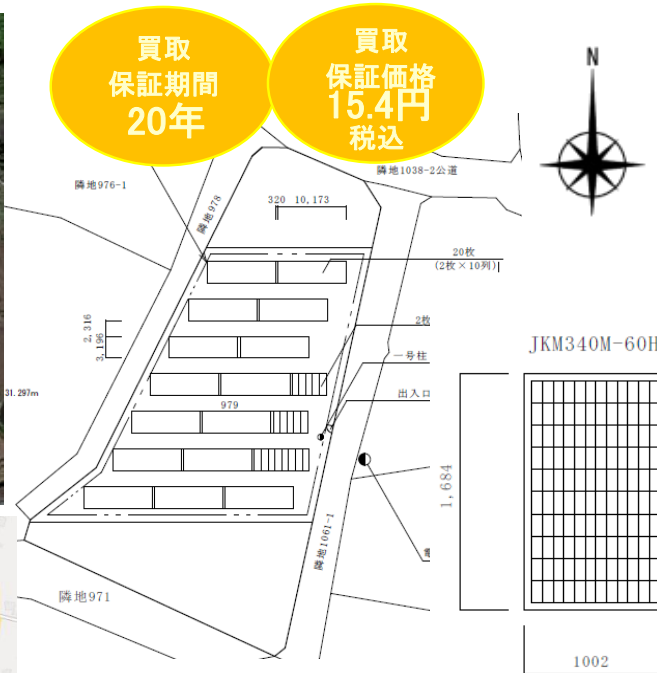 買取
保証期間
20年
買取
保証価格
15.4円
税込
N
隣地976-1
隣地978
隣地1038-2公道
320 10,173
20枚
(2枚×10列)
2,316
3,196
2枚
一号柱
出入口
31.297m
979
JKM340M-60H
1,684
隣地1061-1
隣地971
1002